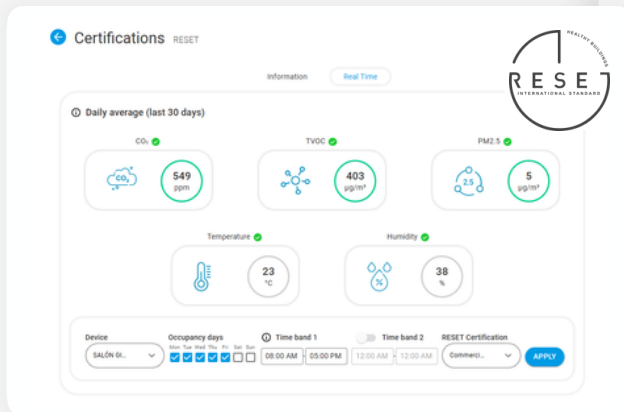 Certifications RESET
HEALTHY BUILDINGS
RESET
INTERNATIONAL STANDARD
Information
Real Time
Daily average (last 30 days)
CO₂
TVOC
PM2.5
CO₂
549
ppm
403
µg/m³
2.5
5
µg/m³
Temperature
Humidity
23
°C
%
38
%
Device
Occupancy days
Time band 1
Time band 2
RESET Certification
Mon Tue Wed Thu Fri Sat Sun
SALÓN GI...
08:00 AM - 05:00 PM
12:00 AM - 12:00 AM
Commerci...
APPLY